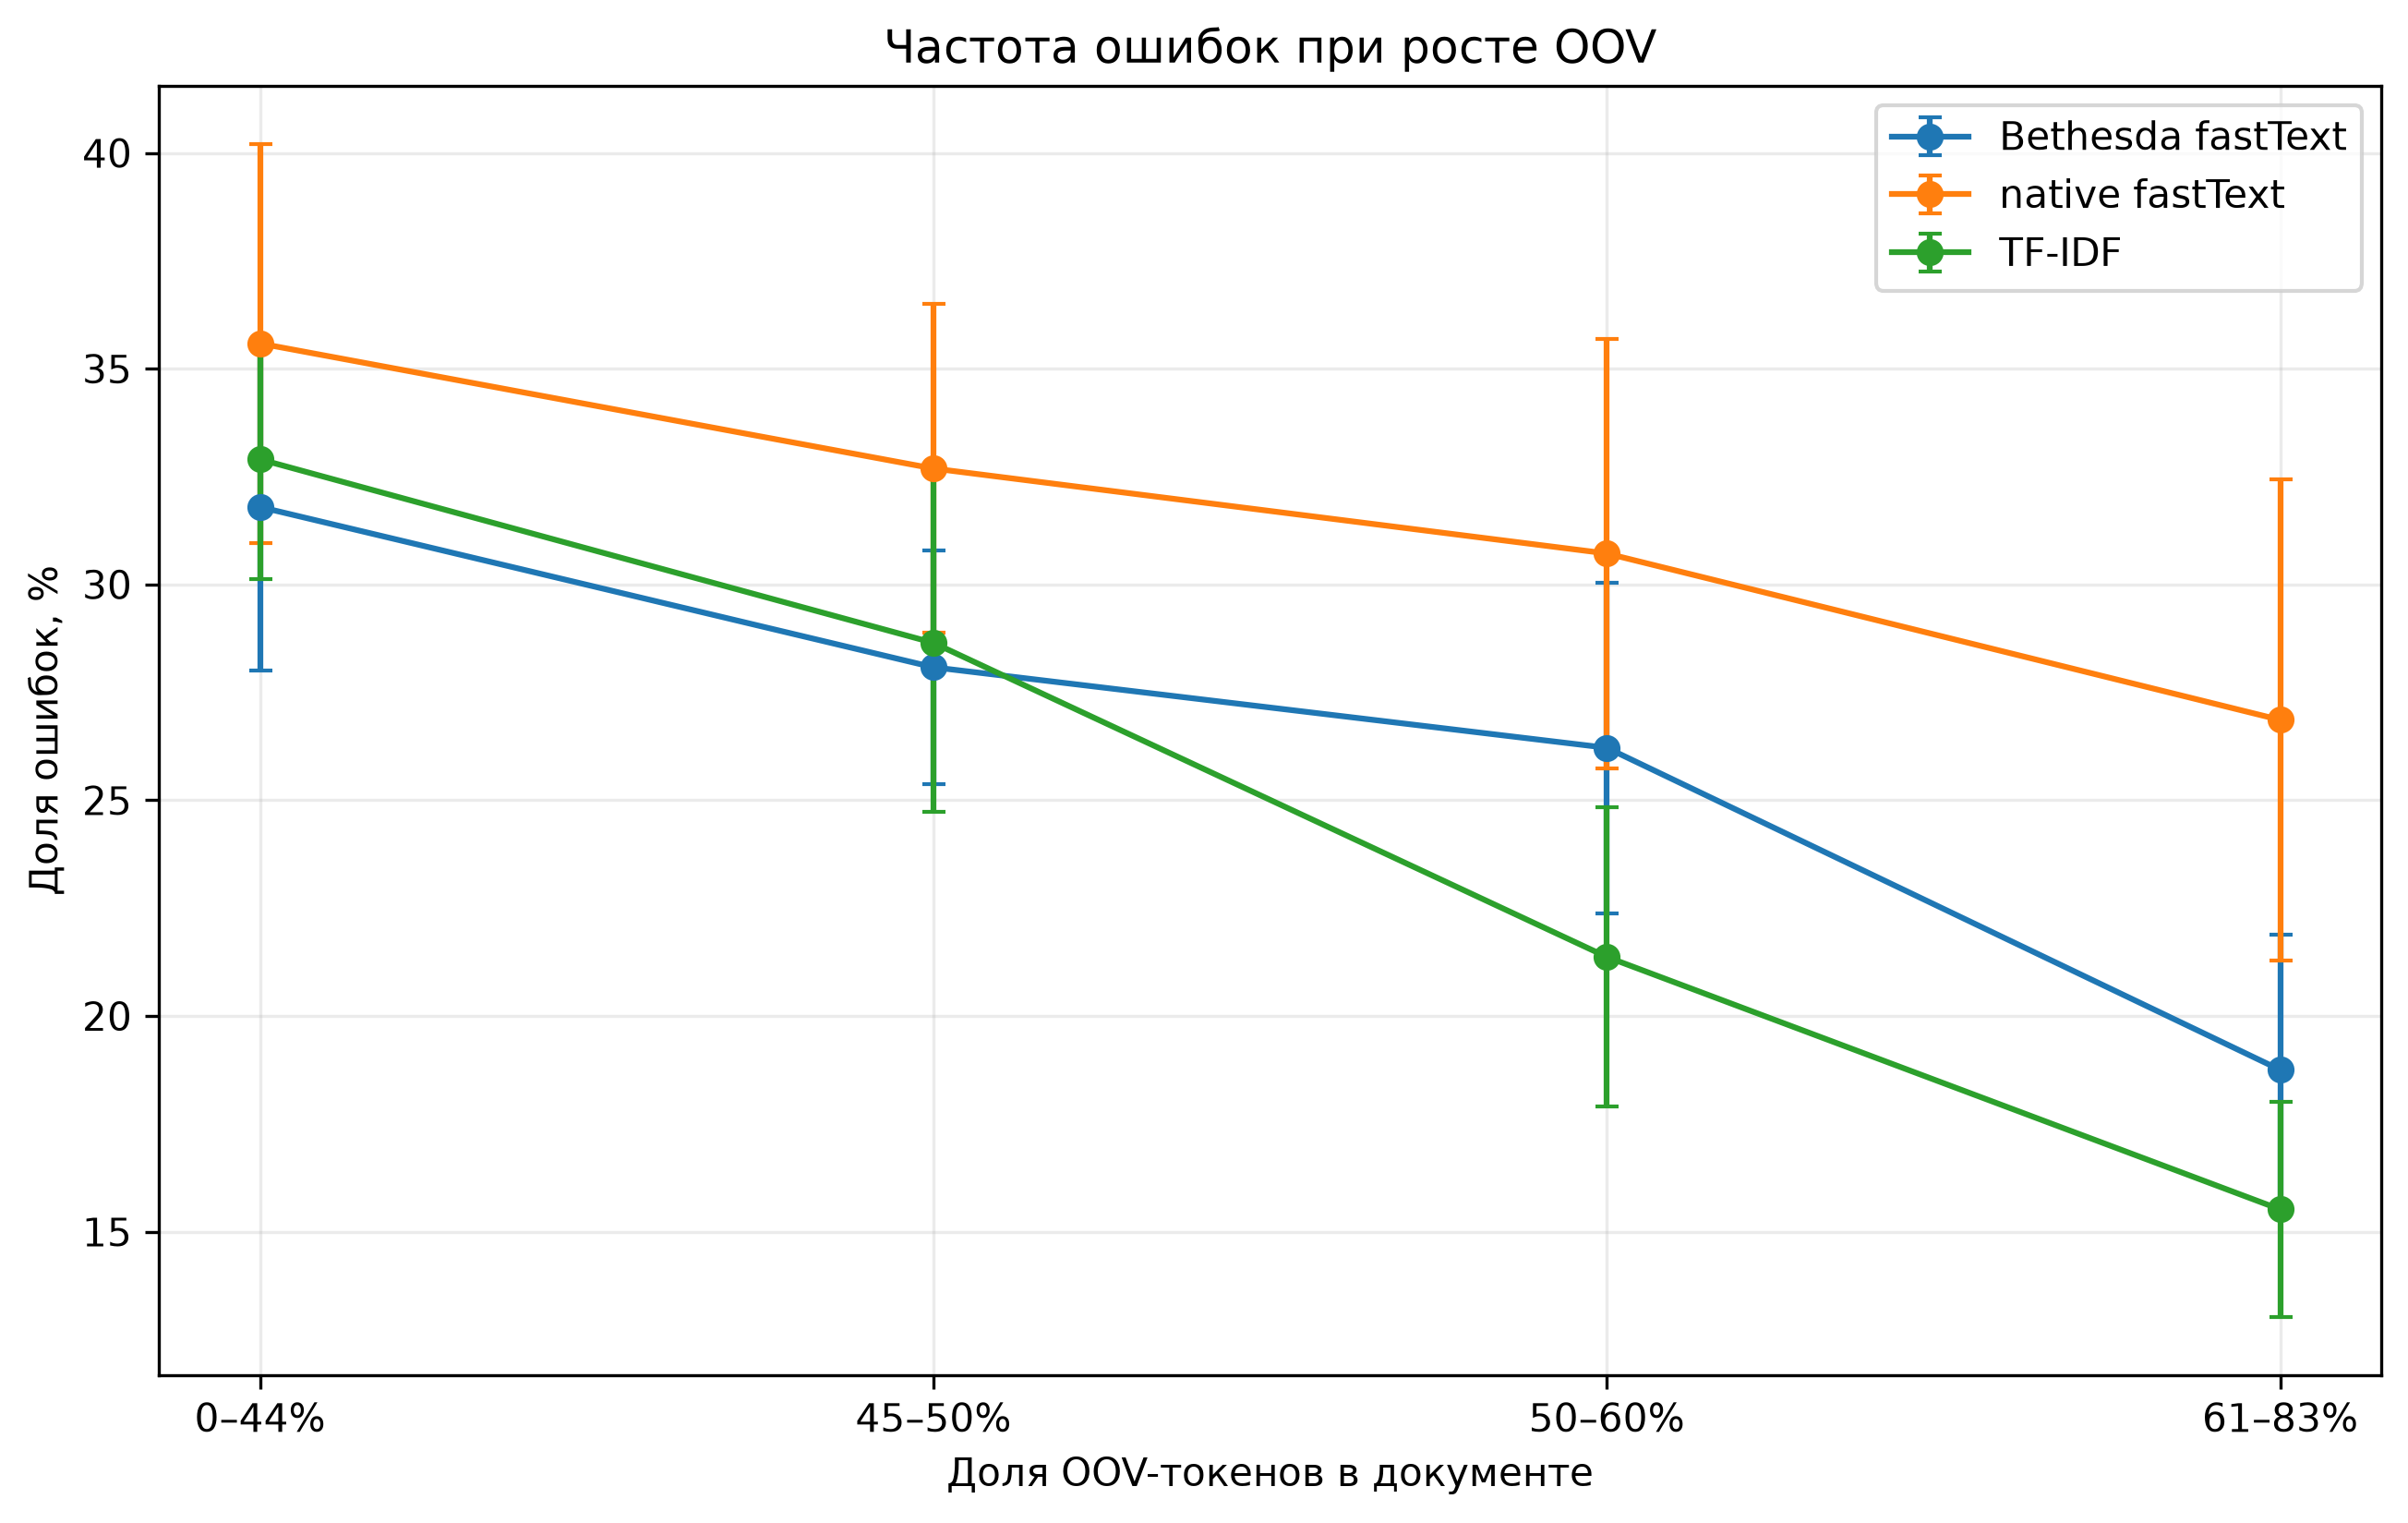 Частота ошибок при росте OOV
Bethesda fastText
native fastText
TF-IDF
Доля ошибок, %
40
35
30
25
20
15
0–44%
45–50%
50–60%
61–83%
Доля OOV-токенов в документе